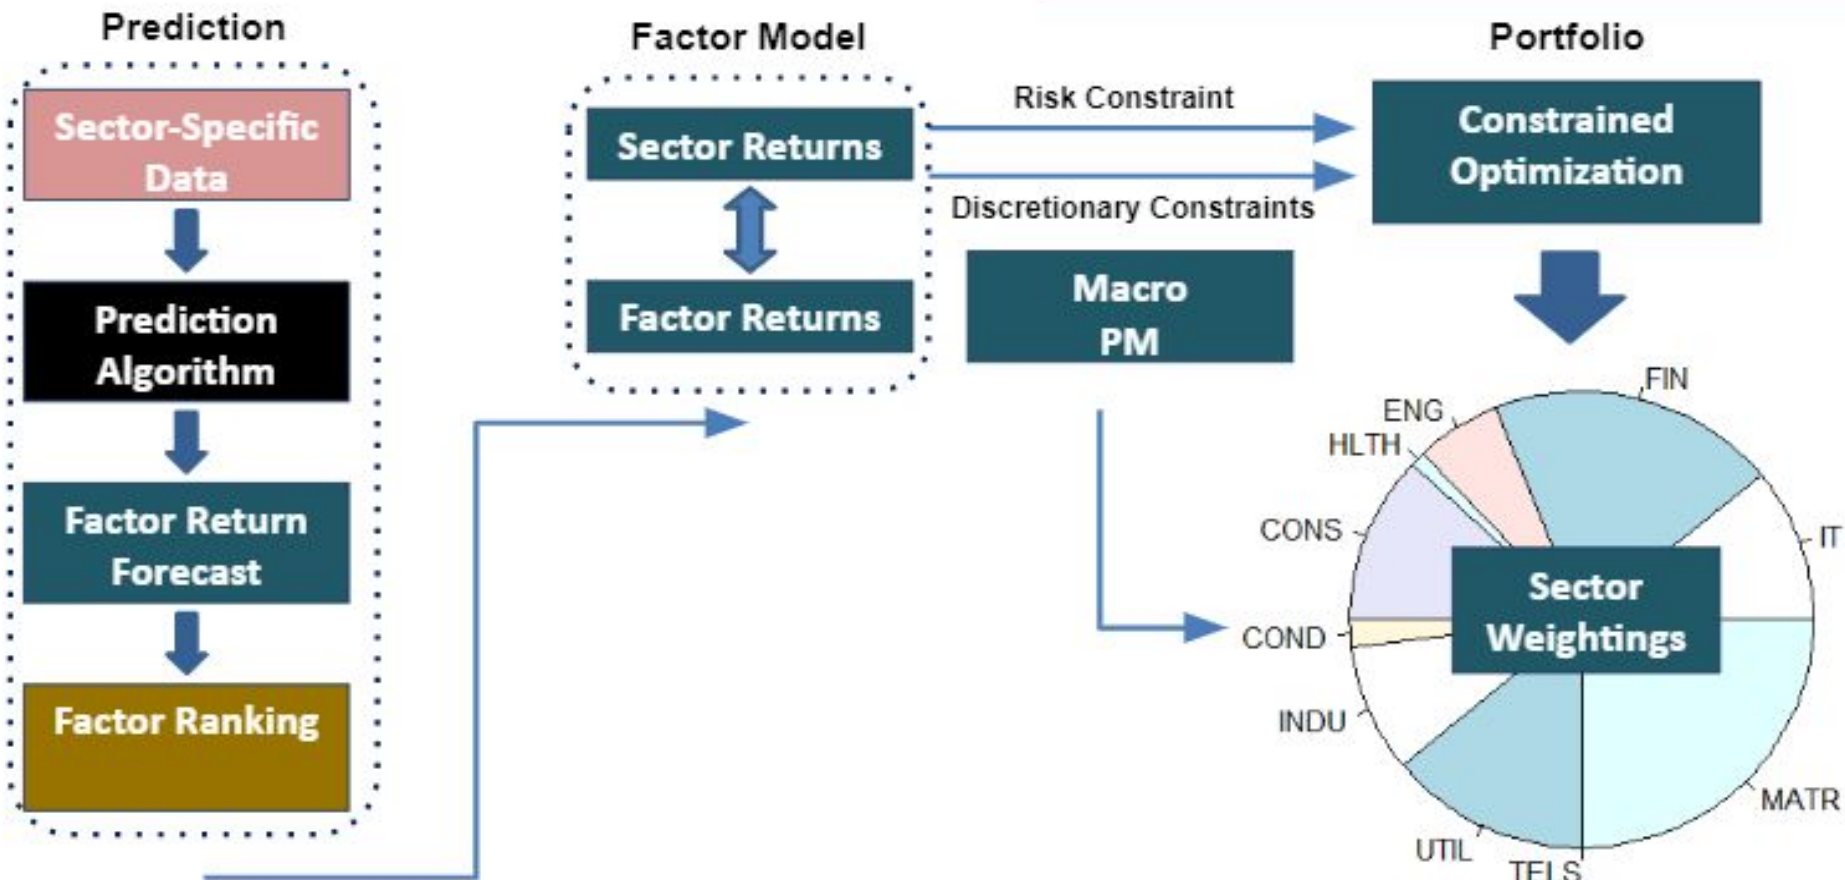 Prediction
Sector-Specific
Data
Prediction
Algorithm
Factor Return
Forecast
Factor Ranking
Factor Model
Sector Returns
Factor Returns
Risk Constraint
Discretionary Constraints
Macro
PM
Portfolio
Constrained
Optimization
FIN
ENG
HLTH
CONS
IT
Sector
Weightings
COND
INDU
MATR
UTIL
TELS